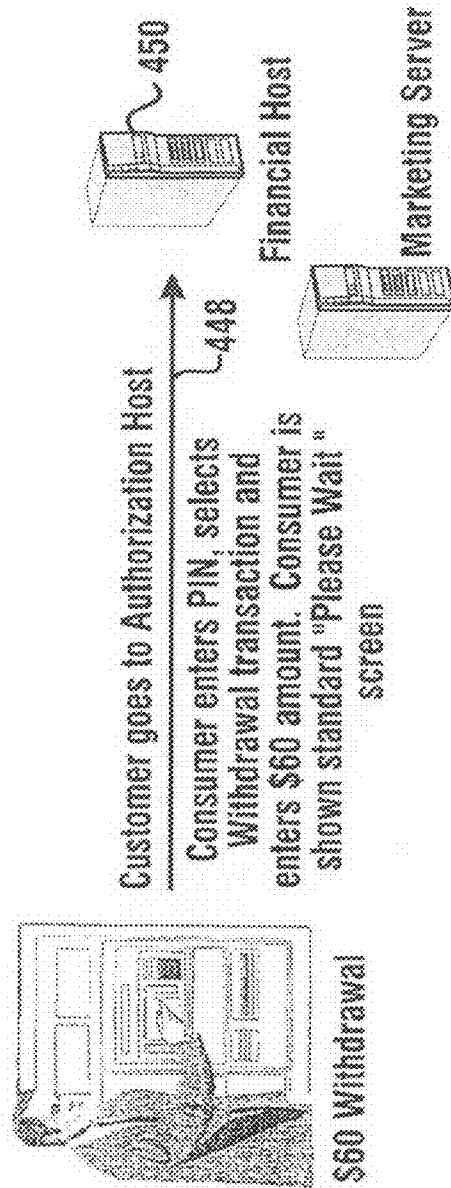 Customer goes to Authorization Host
450
448
Consumer enters PIN, selects
Withdrawal transaction and
enters $60 amount. Consumer is
shown standard "Please Wait"
screen
$60 Withdrawal
Financial Host
Marketing Server